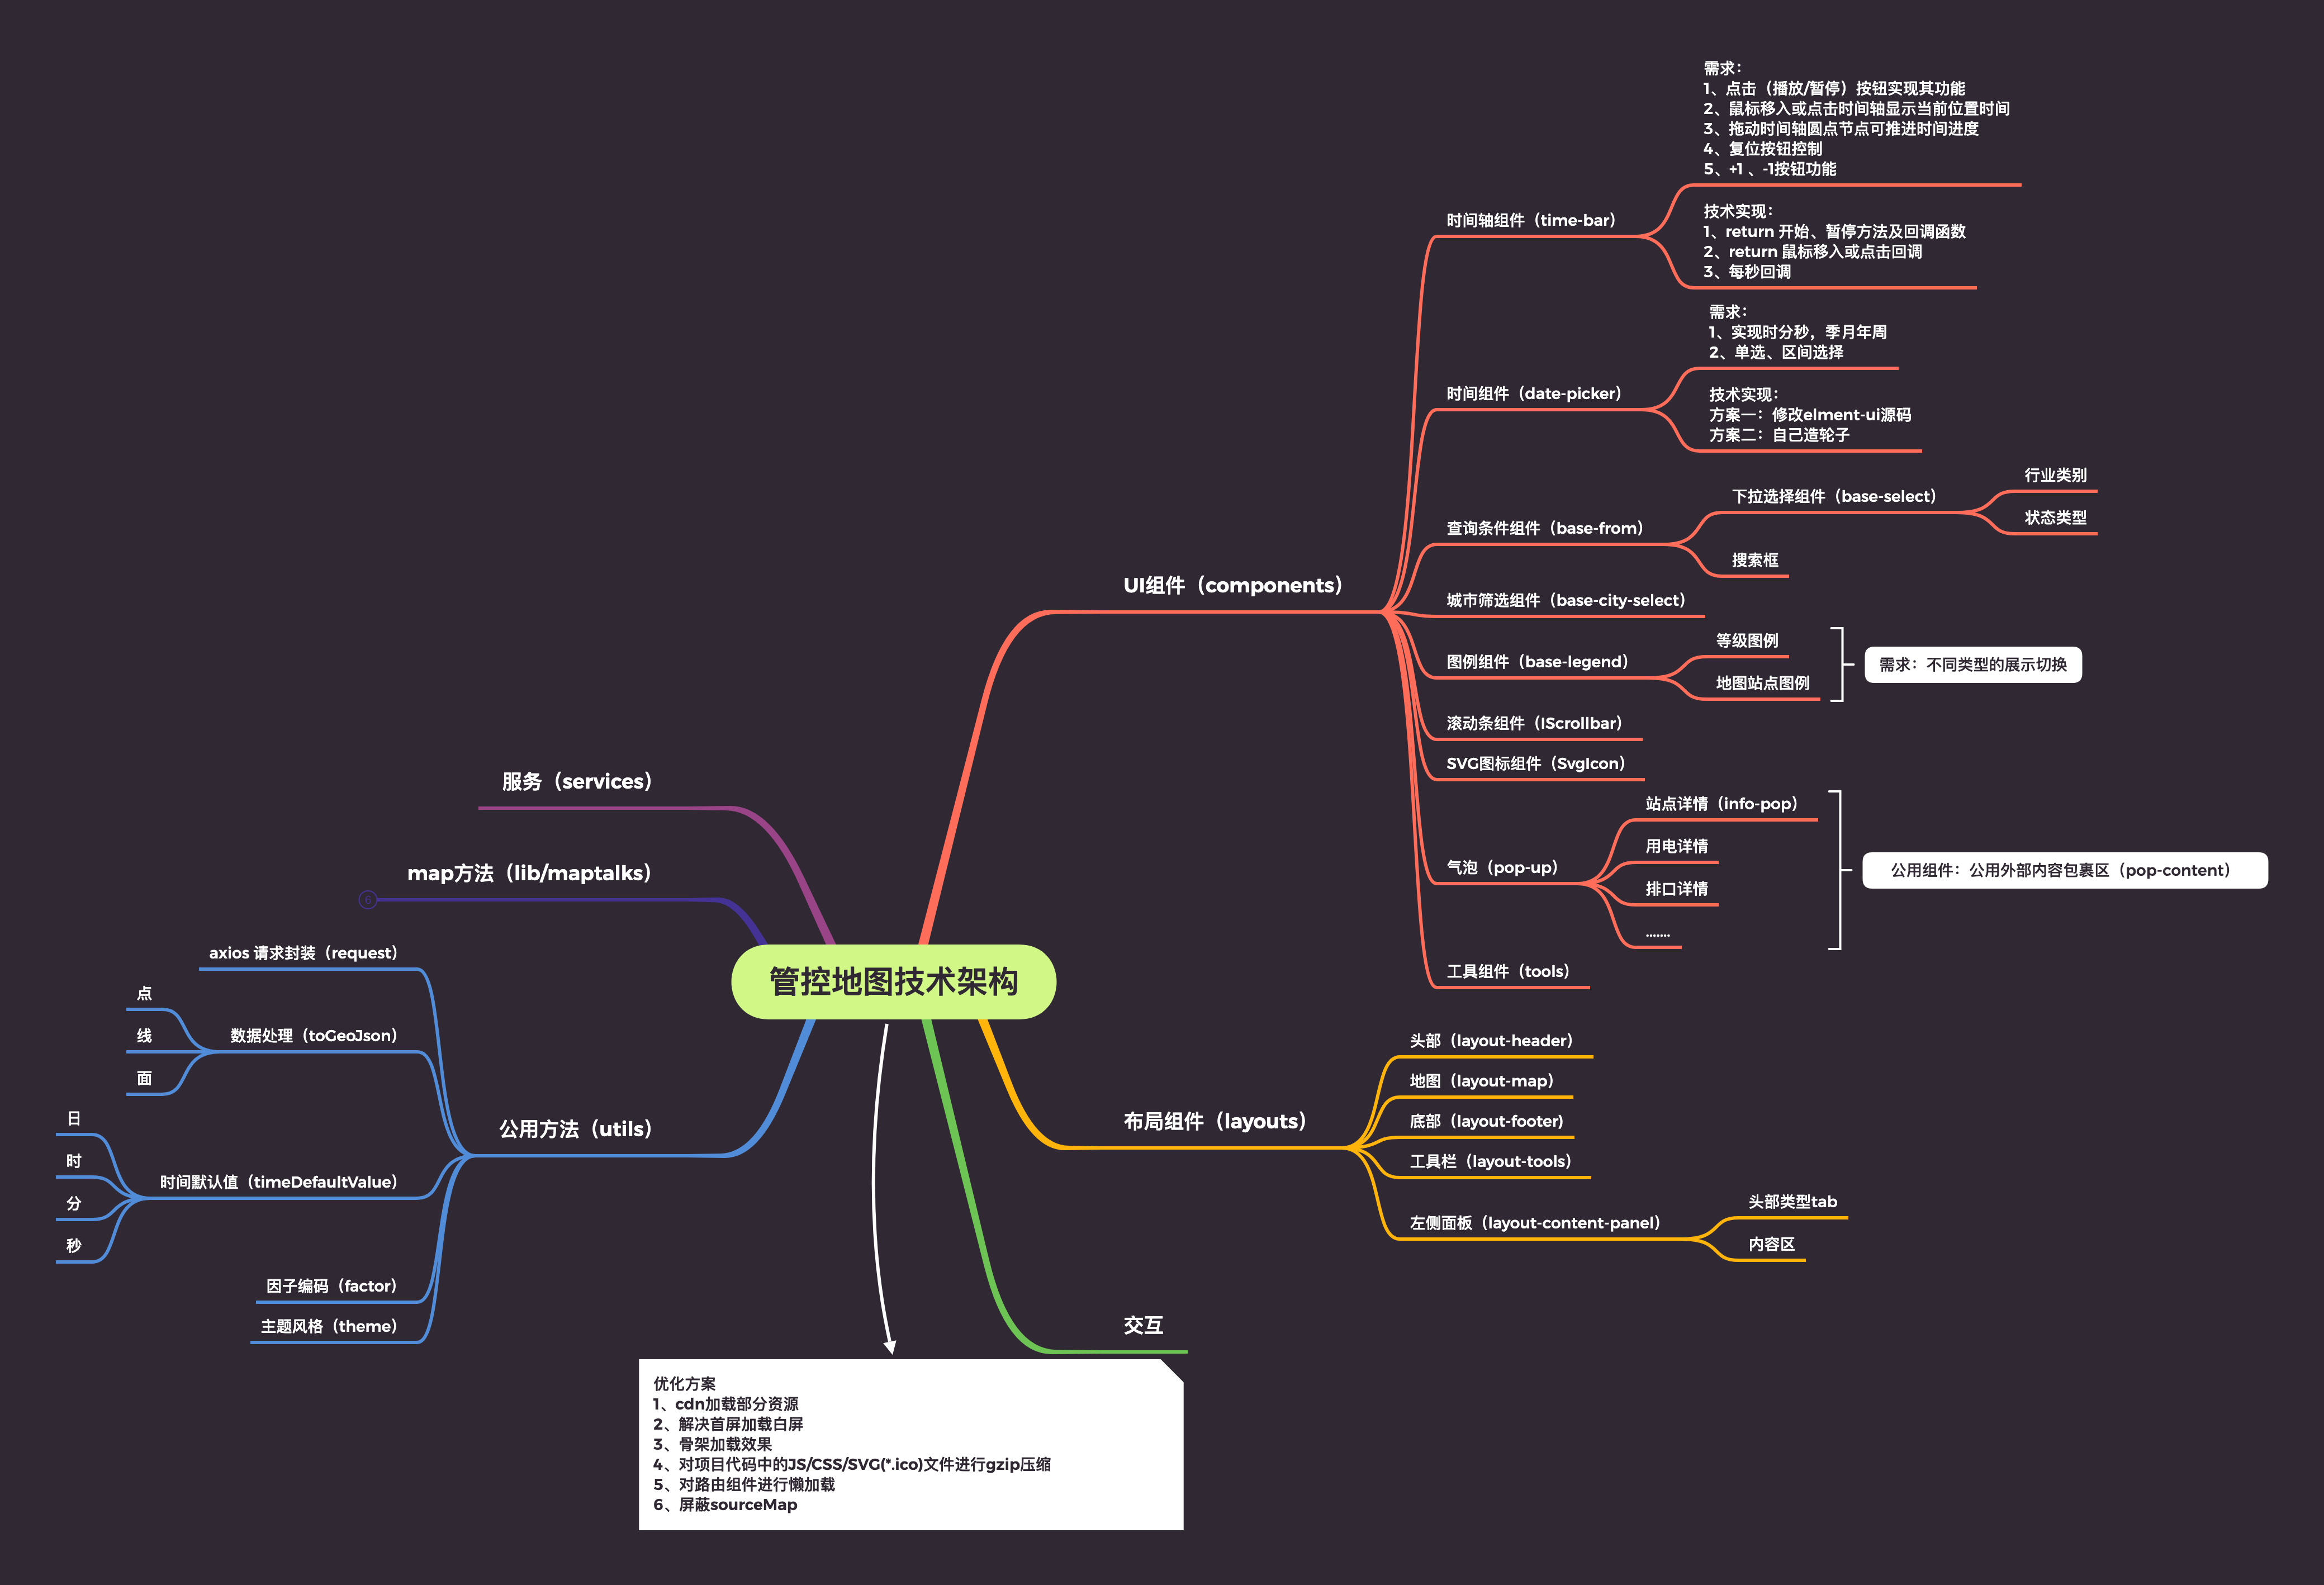 管控地图技术架构
UI组件（components）
时间轴组件（time-bar）
需求：
1、点击（播放/暂停）按钮实现其功能
2、鼠标移入或点击时间轴显示当前位置时间
3、拖动时间轴圆点节点可推进时间进度
4、复位按钮控制
5、+1 、-1按钮功能
技术实现：
1、return 开始、暂停方法及回调函数
2、return 鼠标移入或点击回调
3、每秒回调
时间组件（date-picker）
需求：
1、实现时分秒，季月年周
2、单选、区间选择
技术实现：
方案一：修改elment-ui源码
方案二：自己造轮子
查询条件组件（base-from）
下拉选择组件（base-select）
行业类别
状态类型
搜索框
城市筛选组件（base-city-select）
图例组件（base-legend）
等级图例
地图站点图例
需求：不同类型的展示切换
滚动条组件（IScrollbar）
SVG图标组件（SvgIcon）
气泡（pop-up）
站点详情（info-pop）
用电详情
排口详情
.......
公用组件：公用外部内容包裹区（pop-content）
工具组件（tools）
布局组件（layouts）
头部（layout-header）
地图（layout-map）
底部（layout-footer)
工具栏（layout-tools）
左侧面板（layout-content-panel）
头部类型tab
内容区
交互
服务（services）
map方法（lib/maptalks）
6
公用方法（utils）
axios 请求封装（request）
数据处理（toGeoJson）
点
线
面
时间默认值（timeDefaultValue）
日
时
分
秒
因子编码（factor）
主题风格（theme）
优化方案
1、cdn加载部分资源
2、解决首屏加载白屏
3、骨架加载效果
4、对项目代码中的JS/CSS/SVG(*.ico)文件进行gzip压缩
5、对路由组件进行懒加载
6、屏蔽sourceMap